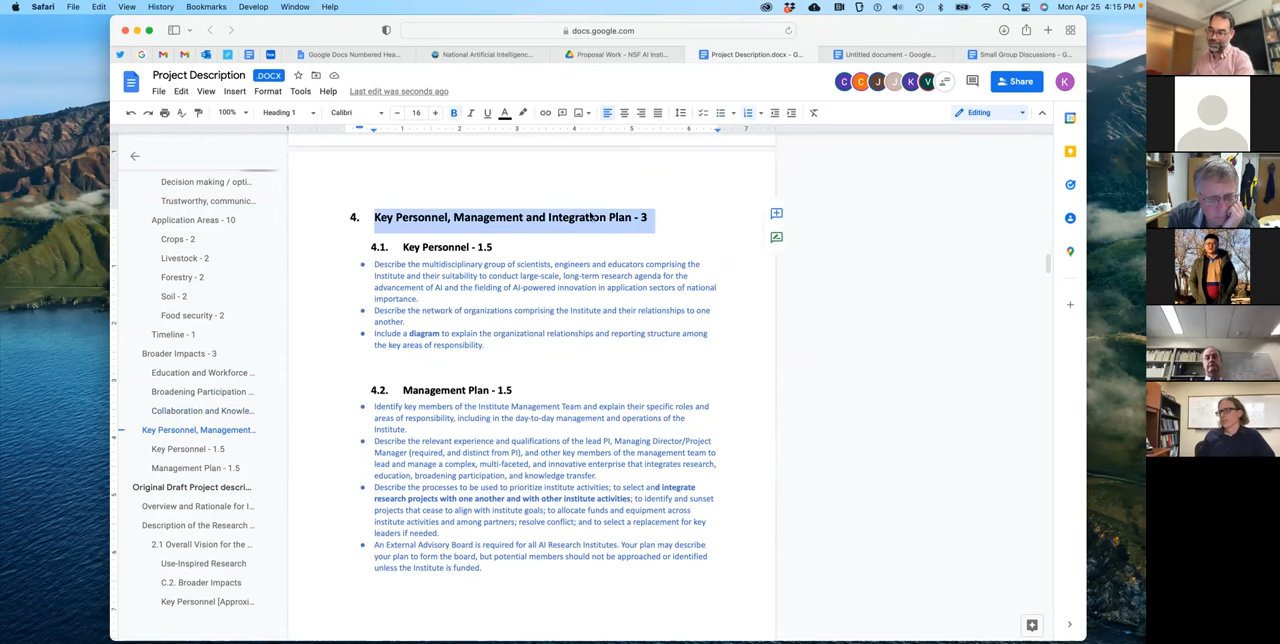 Safari File Edit View History Bookmarks Develop Window Help
Mon Apr 25 4:15 PM
docs.google.com
Google Docs Numbered Hea...
National Artificial Intelligenc...
Proposal Work - NSF AI Insti...
Project Description.docx - G...
Untitled document - Google...
Small Group Discussions - G...
Project Description .DOCX
File Edit View Insert Format Tools Help Last edit was seconds ago
C C J J K V
Share
K
100% Heading 1 Calibri 16 B I U A
Editing
1 1 2 3 4 5 6 7
Decision making / opti...
Trustworthy, communic...
Application Areas - 10
Crops - 2
Livestock - 2
Forestry - 2
Soil - 2
Food security - 2
Timeline - 1
Broader Impacts - 3
Education and Workforce ...
Broadening Participation ...
Collaboration and Knowle...
Key Personnel, Management...
Key Personnel - 1.5
Management Plan - 1.5
Original Draft Project descri...
Overview and Rationale for I...
Description of the Research ...
2.1 Overall Vision for the ...
Use-Inspired Research
C.2. Broader Impacts
Key Personnel [Approxi...
4. Key Personnel, Management and Integration Plan - 3
4.1. Key Personnel - 1.5
● Describe the multidisciplinary group of scientists, engineers and educators comprising the
Institute and their suitability to conduct large-scale, long-term research agenda for the
advancement of AI and the fielding of AI-powered innovation in application sectors of national
importance.
● Describe the network of organizations comprising the Institute and their relationships to one
another.
● Include a diagram to explain the organizational relationships and reporting structure among
the key areas of responsibility.
4.2. Management Plan - 1.5
● Identify key members of the Institute Management Team and explain their specific roles and
areas of responsibility, including in the day-to-day management and operations of the
Institute.
● Describe the relevant experience and qualifications of the lead PI, Managing Director/Project
Manager (required, and distinct from PI), and other key members of the management team to
lead and manage a complex, multi-faceted, and innovative enterprise that integrates research,
education, broadening participation, and knowledge transfer.
● Describe the processes to be used to prioritize institute activities; to select and integrate
research projects with one another and with other institute activities; to identify and sunset
projects that cease to align with institute goals; to allocate funds and equipment across
institute activities and among partners; resolve conflict; and to select a replacement for key
leaders if needed.
● An External Advisory Board is required for all AI Research Institutes. Your plan may describe
your plan to form the board, but potential members should not be approached or identified
unless the Institute is funded.